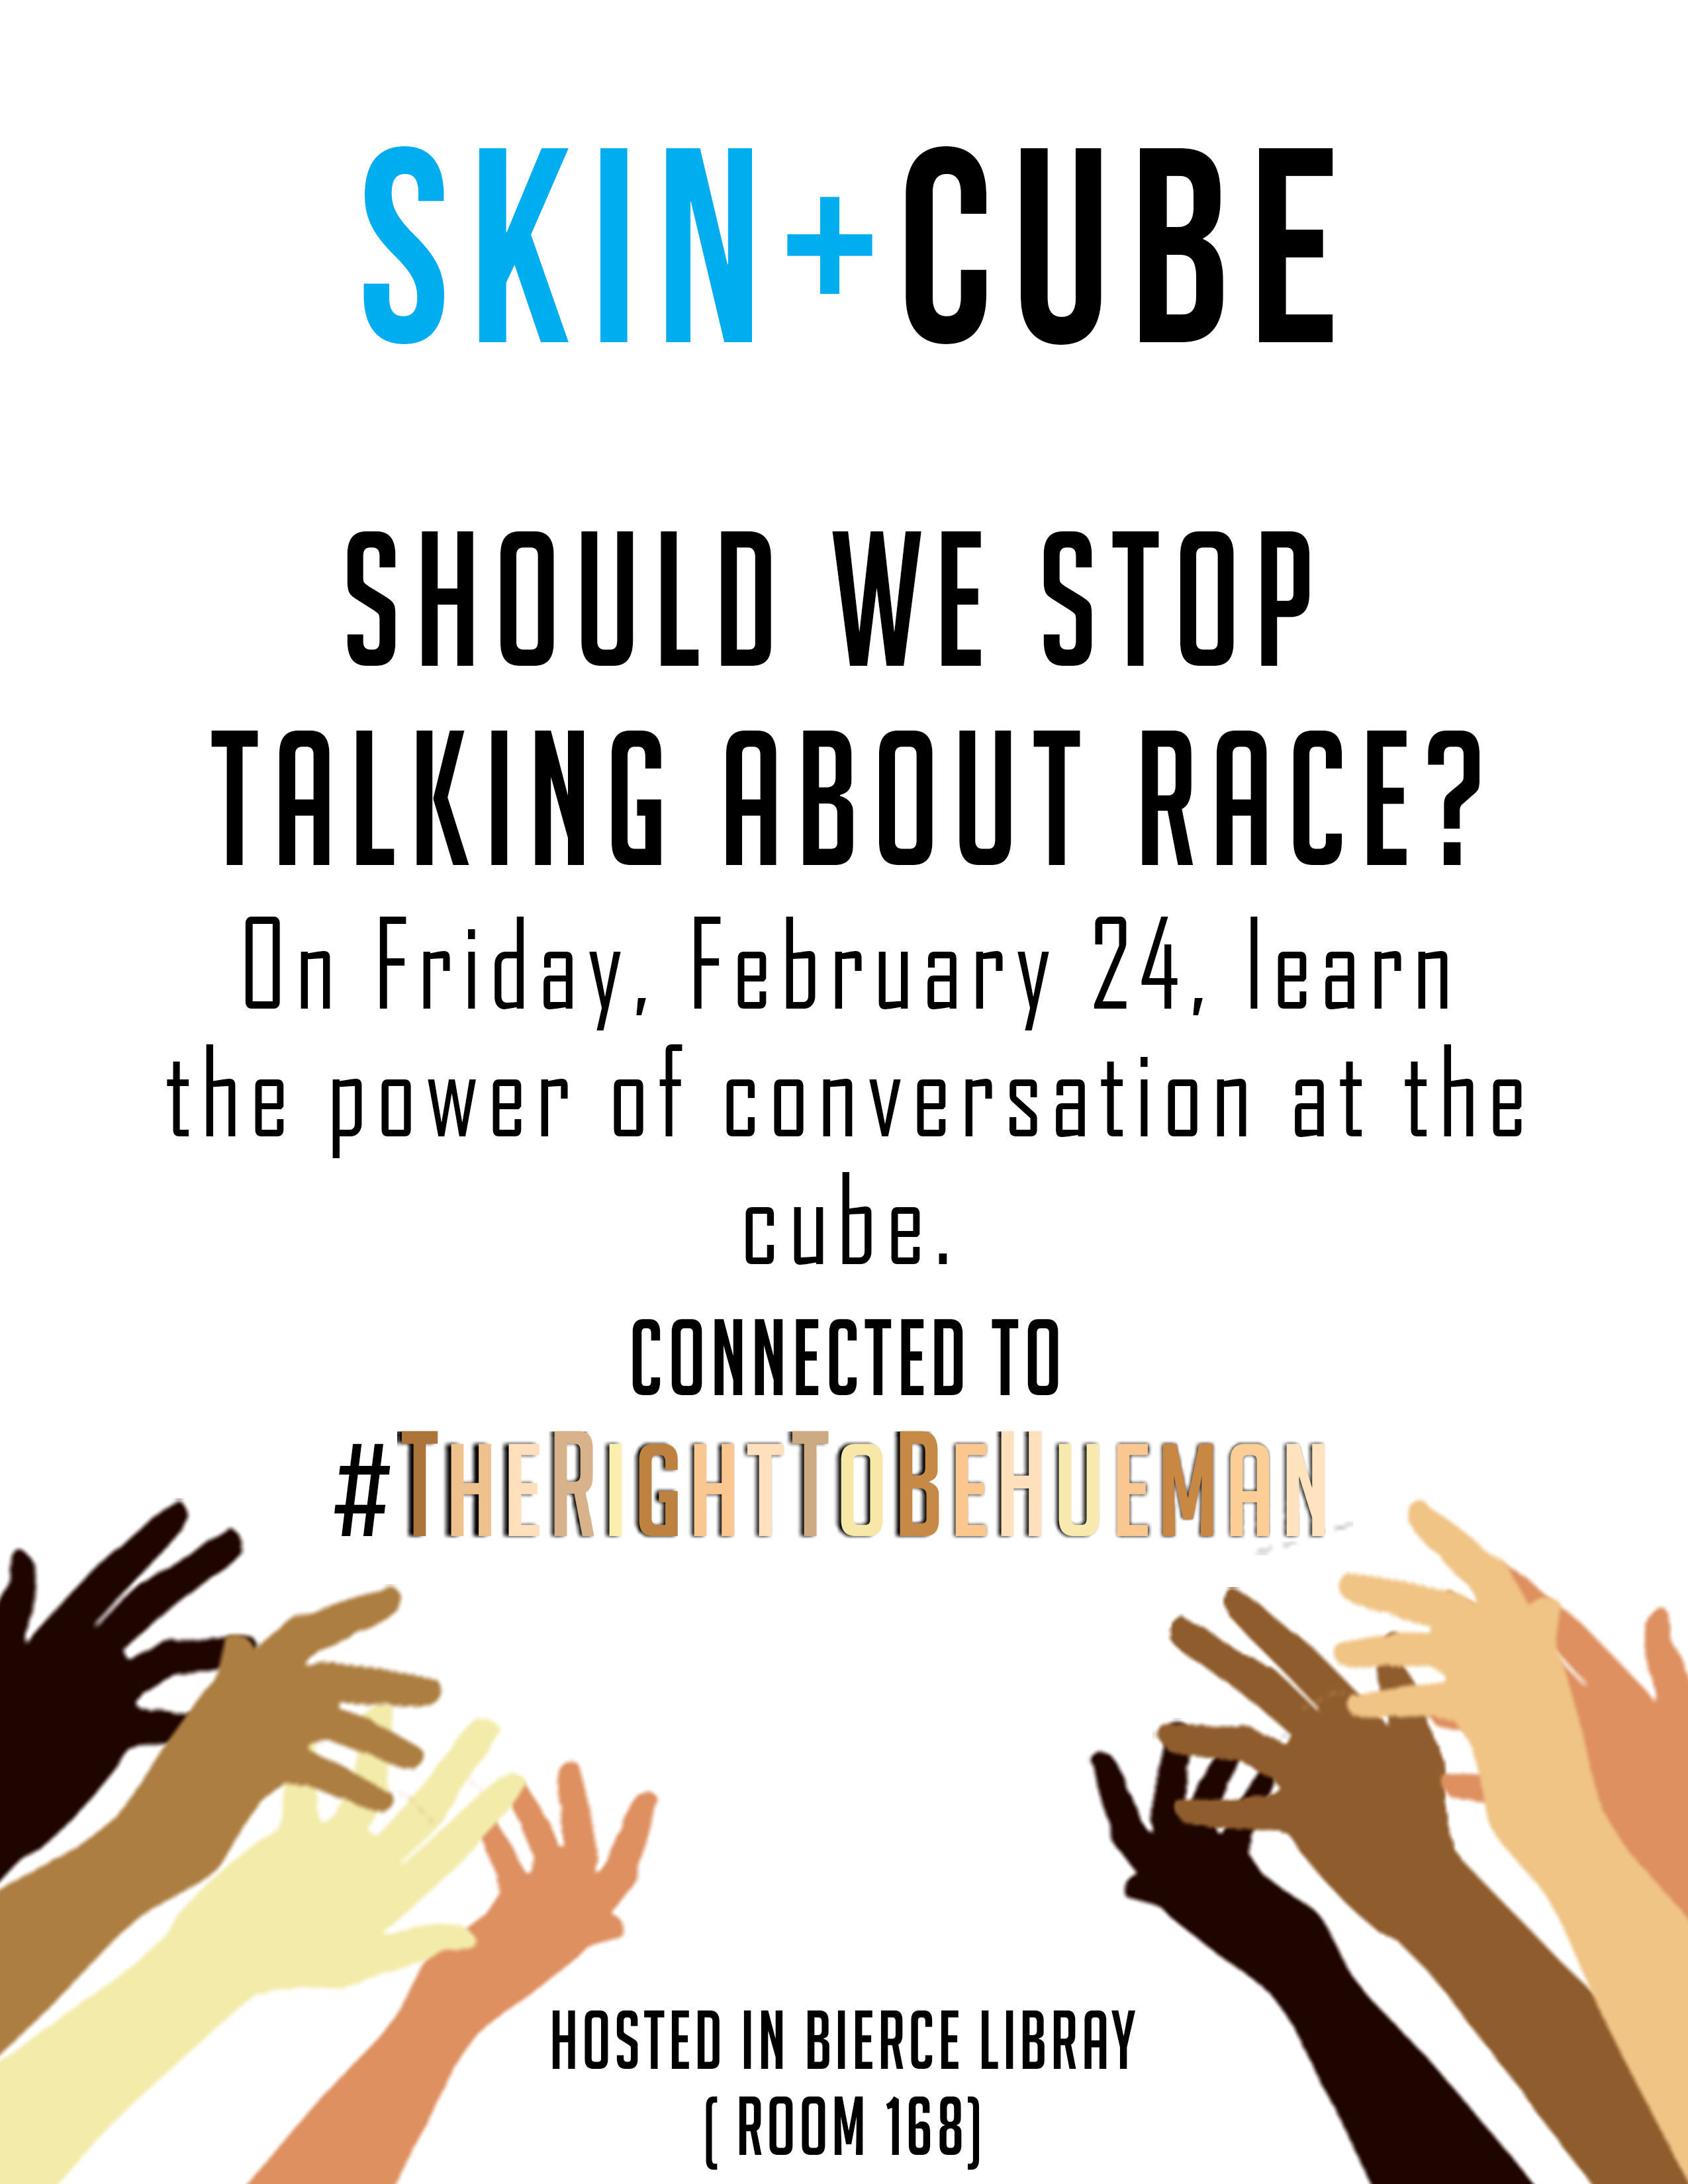 SKIN+CUBE
SHOULD WE STOP
TALKING ABOUT RACE?
On Friday, February 24, learn
the power of conversation at the
cube.
CONNECTED TO
#THERIGHTTOBEHUEMAN
HOSTED IN BIERCE LIBRAY
( ROOM 168)